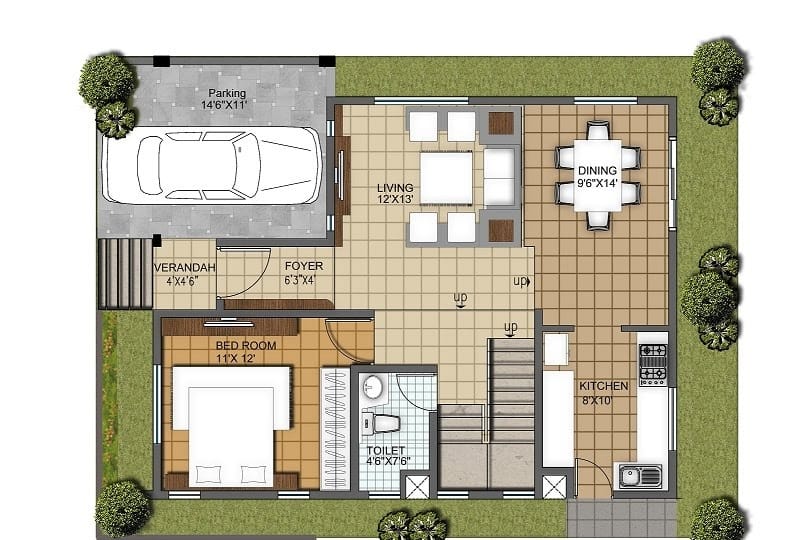 Parking
14'6"X11'
LIVING
12'X13'
DINING
9'6"X14'
VERANDAH
4'X4'6"
FOYER
6'3"X4'
up
up
up
BED ROOM
11'X 12'
KITCHEN
8'X10'
TOILET
4'6"X7'6"